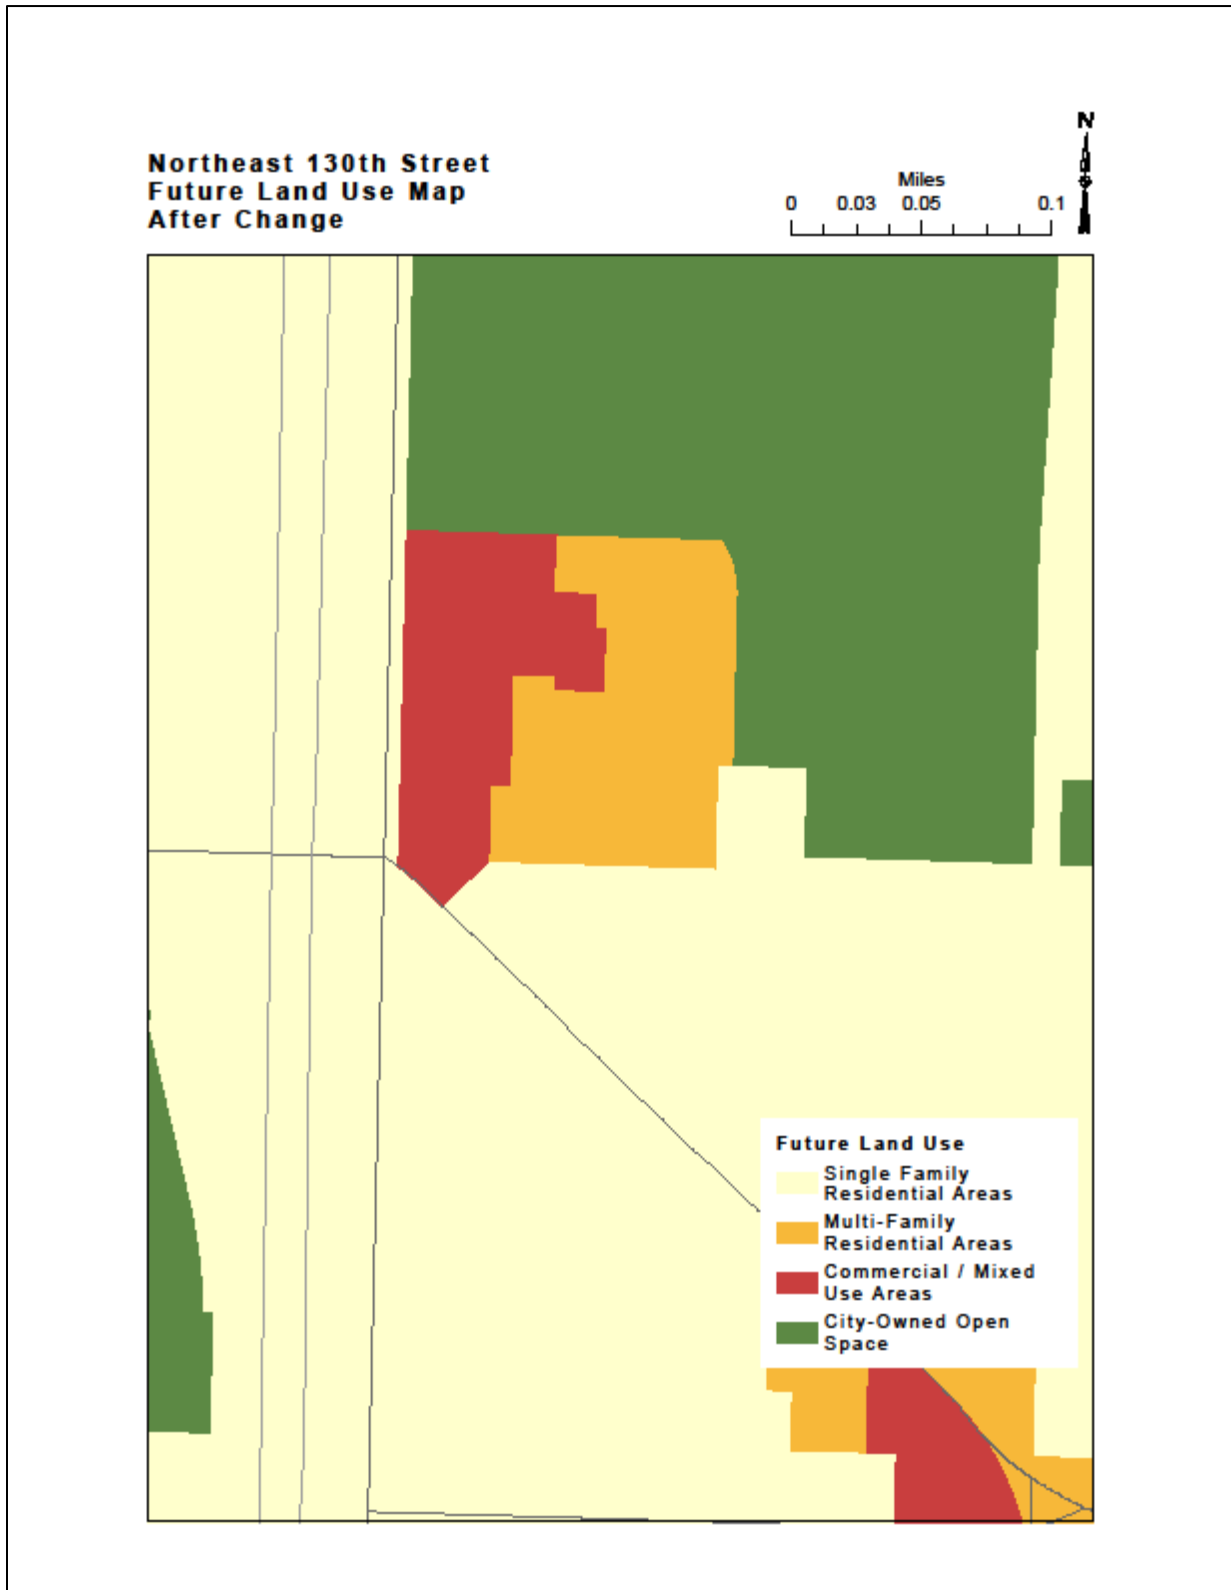 N
Northeast 130th Street
Future Land Use Map
After Change
Miles
0 0.03 0.05 0.1
Future Land Use
Single Family
Residential Areas
Multi-Family
Residential Areas
Commercial / Mixed
Use Areas
City-Owned Open
Space